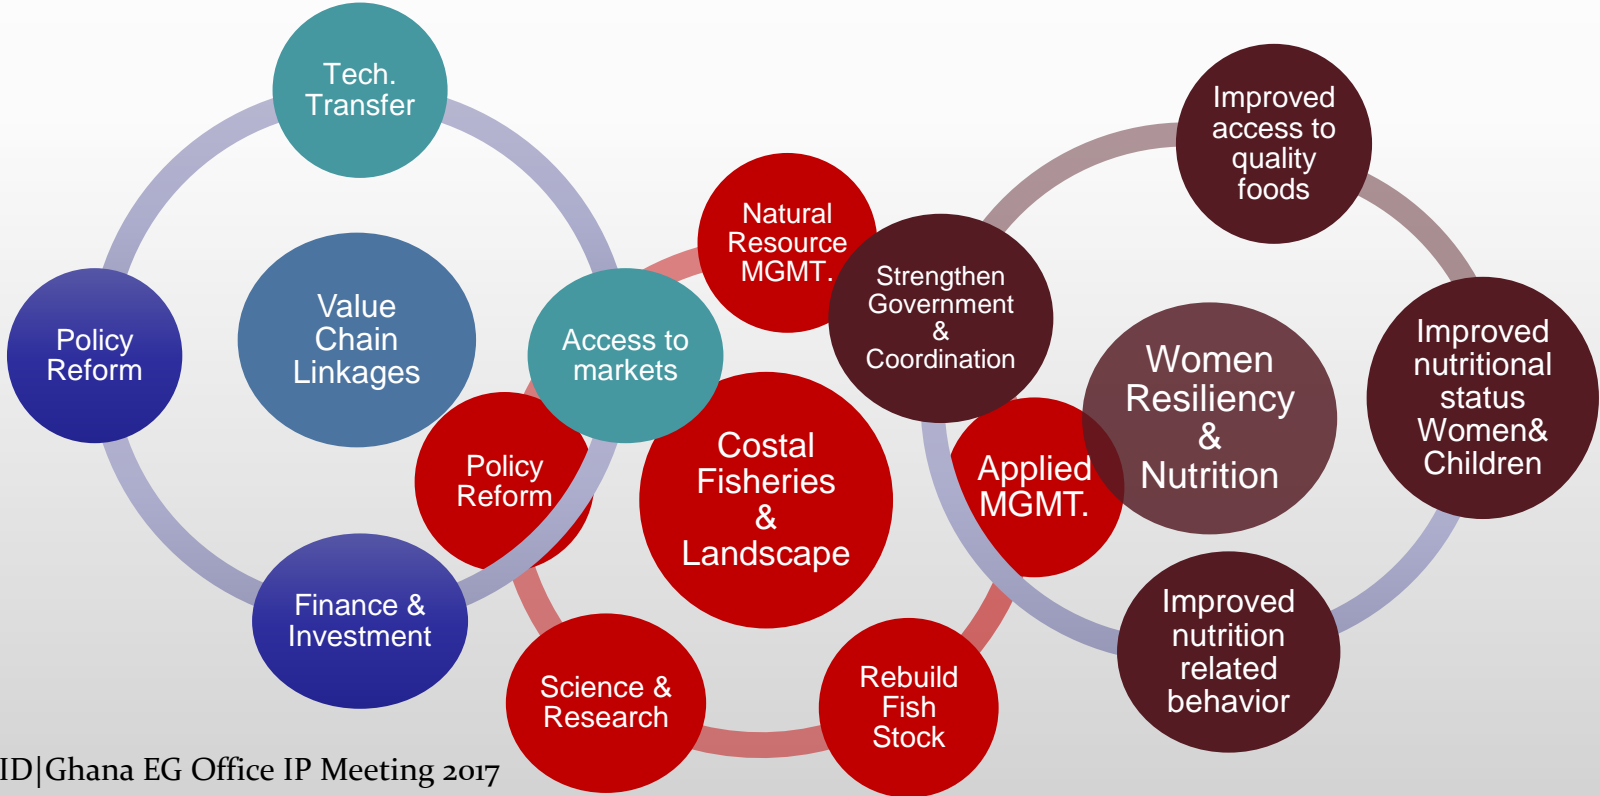 Tech.
Transfer
Policy
Reform
Value
Chain
Linkages
Access to
markets
Finance &
Investment
Natural
Resource
MGMT.
Policy
Reform
Costal
Fisheries
&
Landscape
Applied
MGMT.
Science &
Research
Rebuild
Fish
Stock
Strengthen
Government
&
Coordination
Improved
access to
quality
foods
Women
Resiliency
&
Nutrition
Improved
nutritional
status
Women&
Children
Improved
nutrition
related
behavior
ID|Ghana EG Office IP Meeting 2017